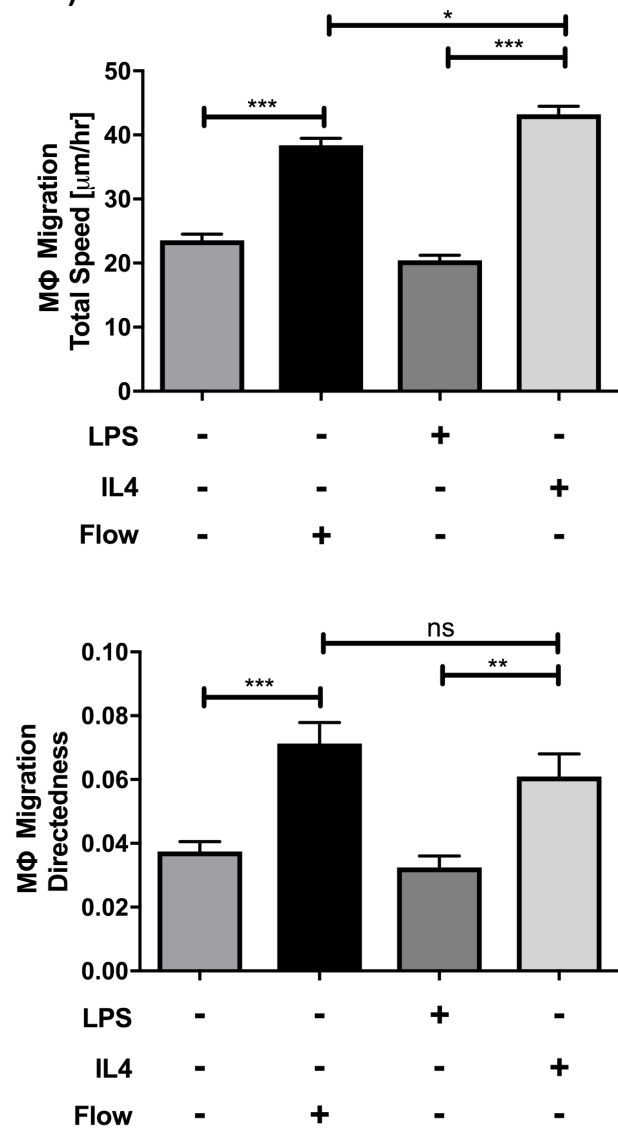 )
*
***
***
50
40
30
20
10
0
MΦ Migration
Total Speed [μm/hr]
LPS - - + -
IL4 - - - +
Flow - + - -
ns
**
***
0.10
0.08
0.06
0.04
0.02
0.00
MΦ Migration
Directedness
LPS - - + -
IL4 - - - +
Flow - + - -